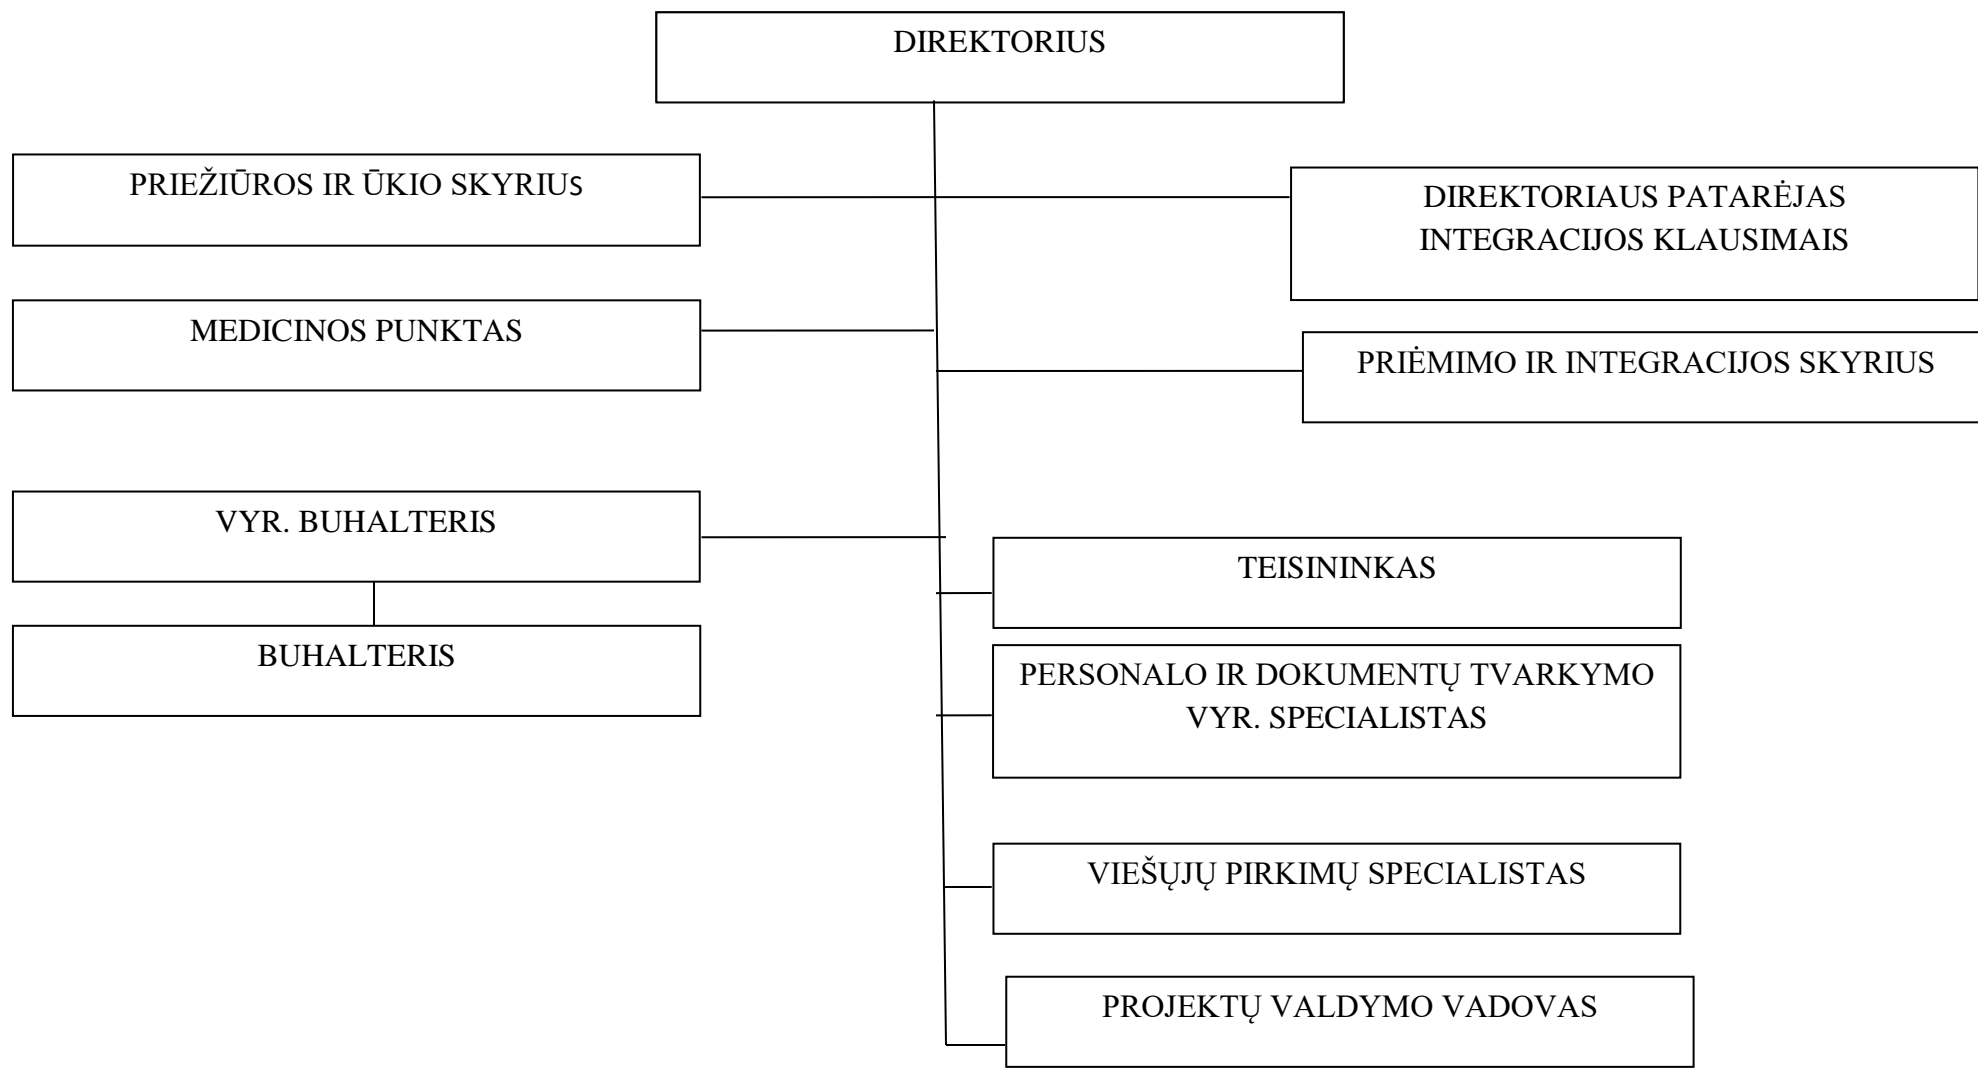 DIREKTORIUS
PRIEŽIŪROS IR ŪKIO SKYRIUs
DIREKTORIAUS PATARĖJAS
INTEGRACIJOS KLAUSIMAIS
MEDICINOS PUNKTAS
PRIĖMIMO IR INTEGRACIJOS SKYRIUS
VYR. BUHALTERIS
BUHALTERIS
TEISININKAS
PERSONALO IR DOKUMENTŲ TVARKYMO
VYR. SPECIALISTAS
VIEŠŲJŲ PIRKIMŲ SPECIALISTAS
PROJEKTŲ VALDYMO VADOVAS